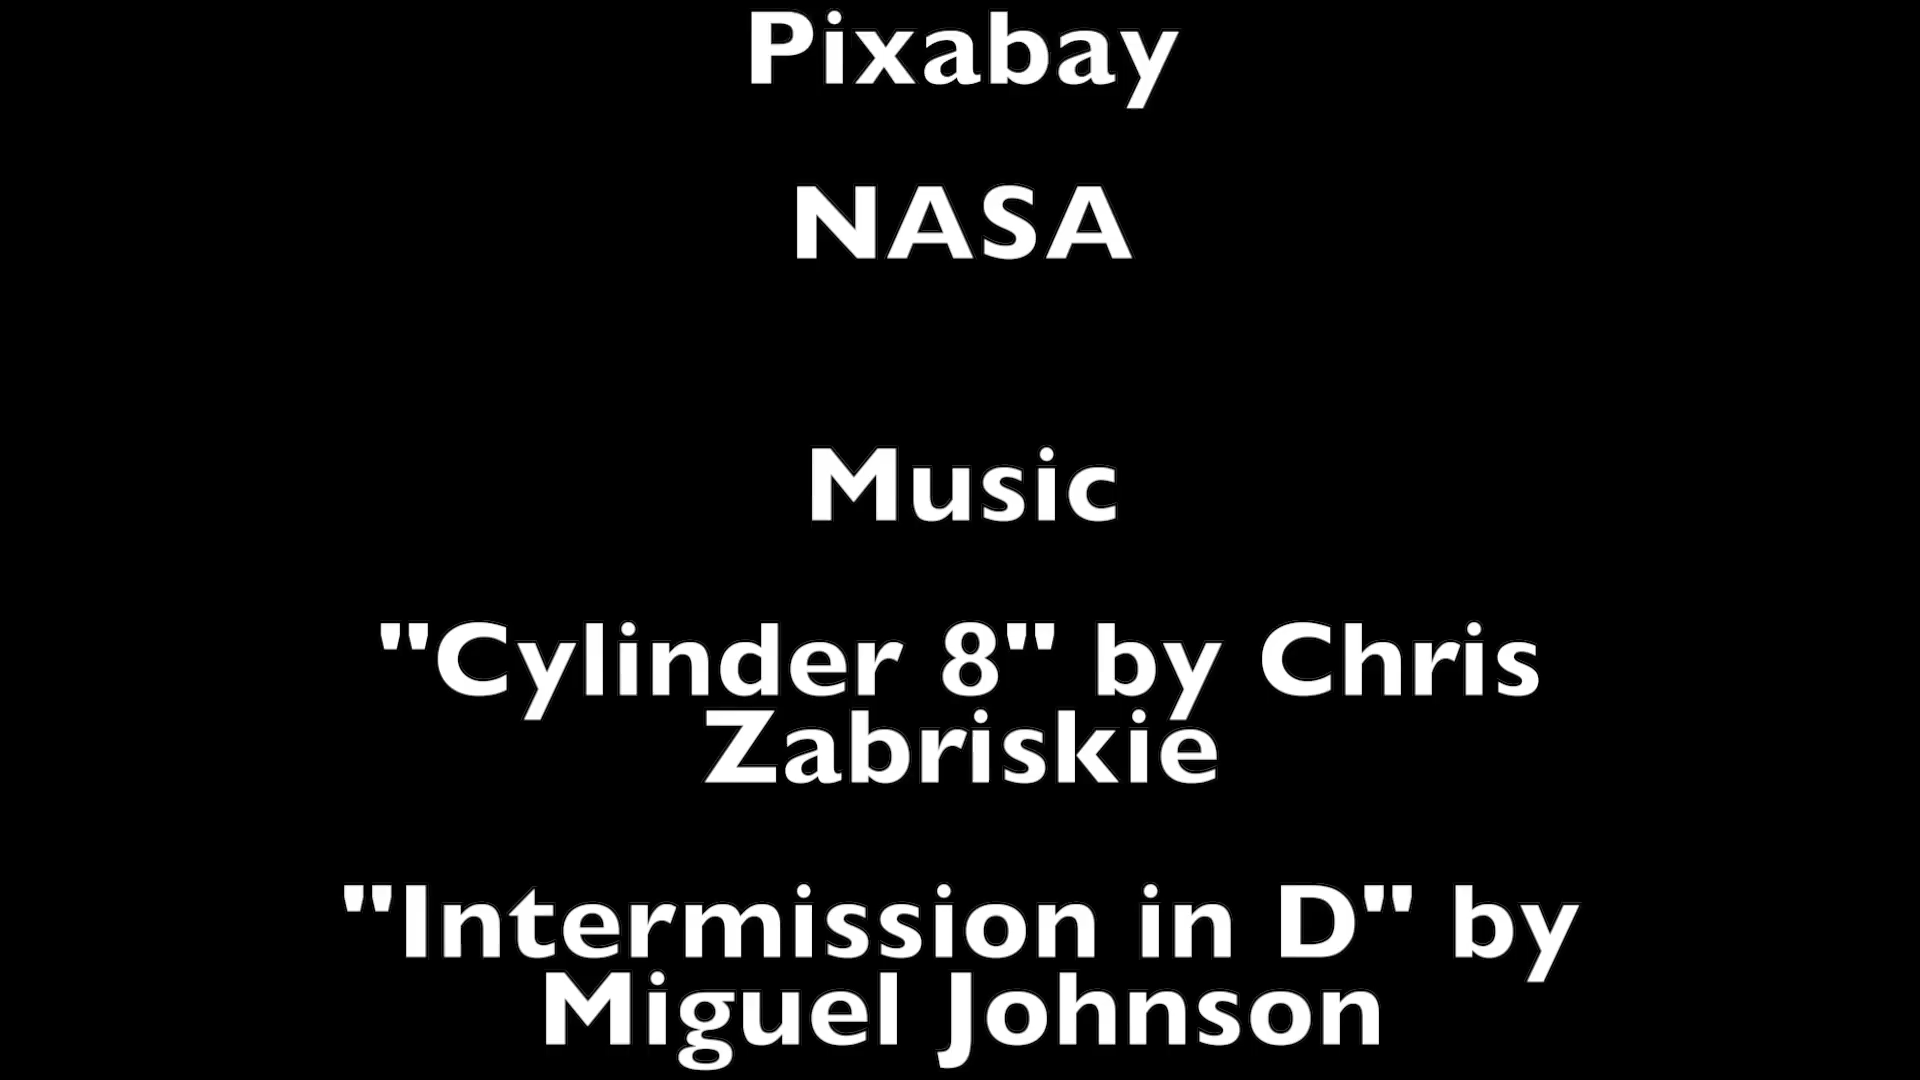 Pixabay
NASA
Music
"Cylinder 8" by Chris
Zabriskie
"Intermission in D" by
Miguel Johnson